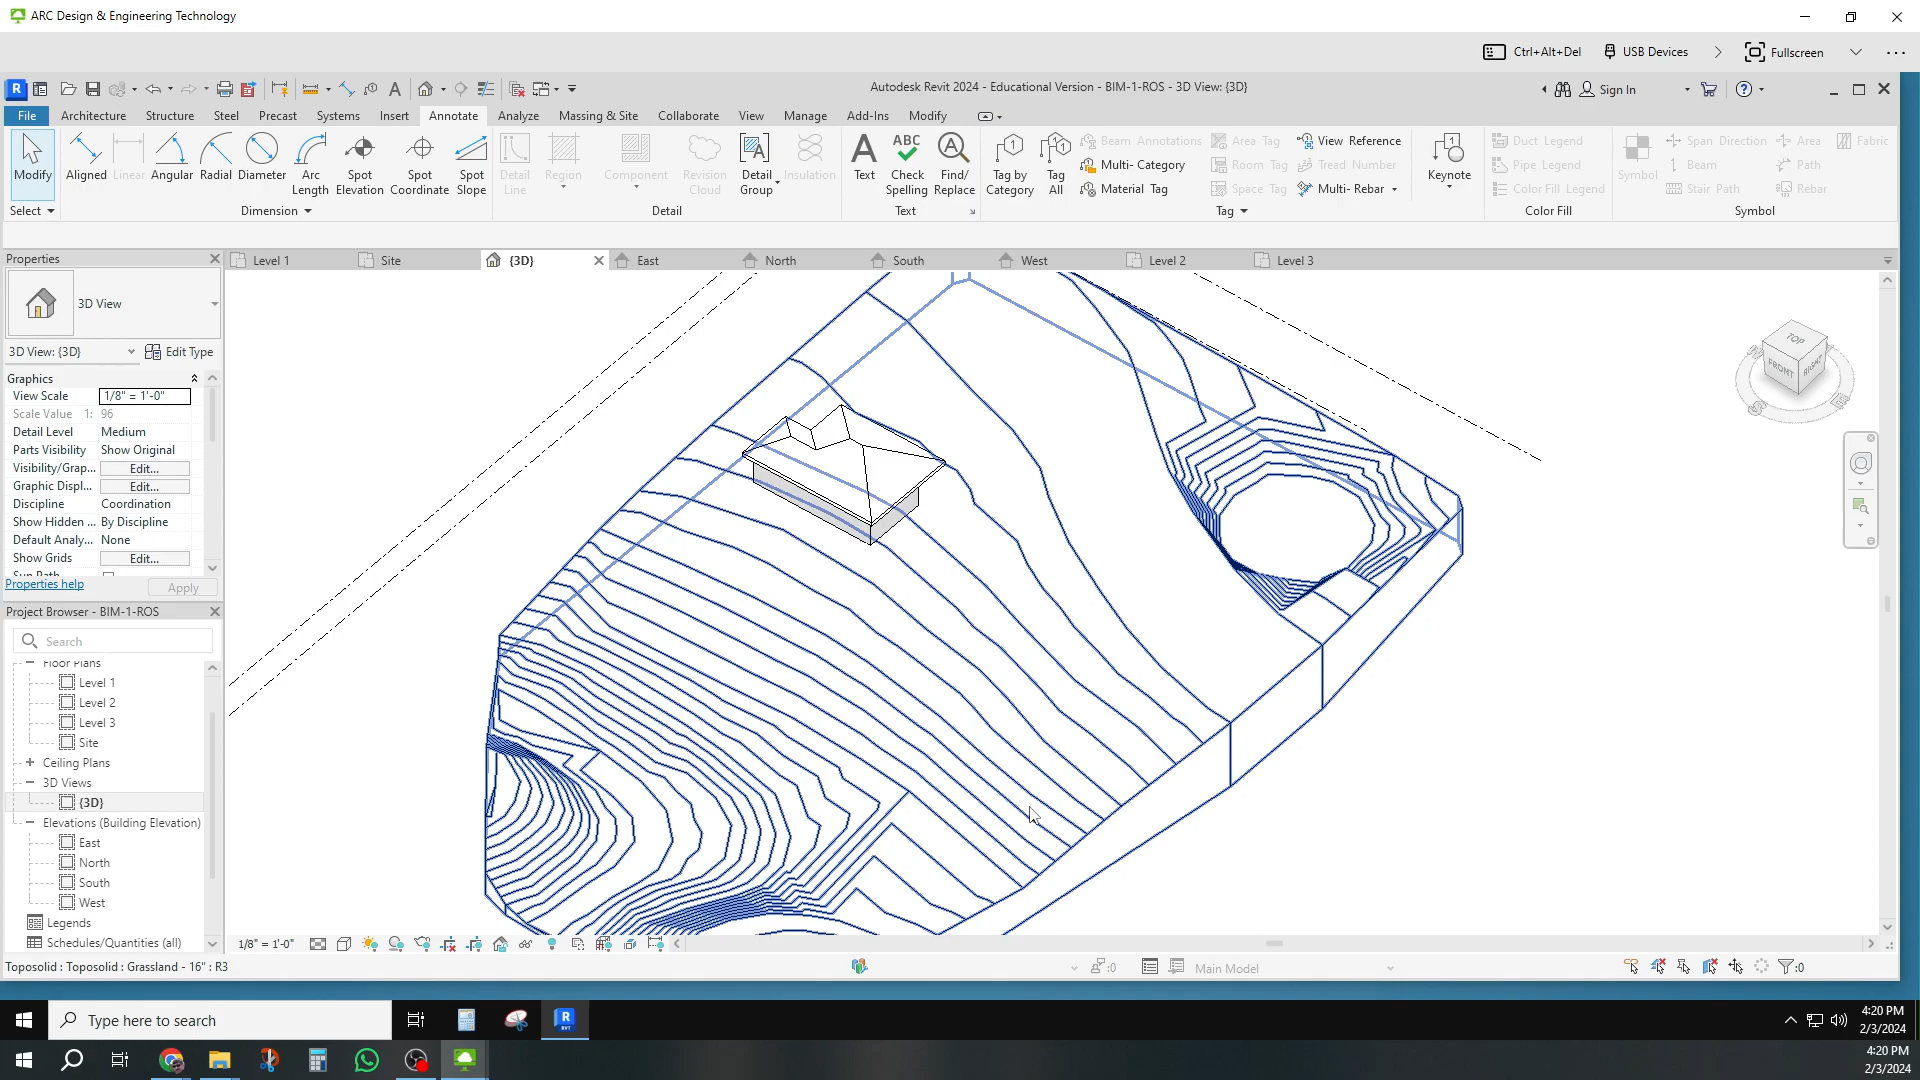 ARC Design & Engineering Technology
Ctrl+Alt+Del USB Devices Fullscreen
Autodesk Revit 2024 - Educational Version - BIM-1-ROS - 3D View: {3D}
Sign In
File Architecture Structure Steel Precast Systems Insert Annotate Analyze Massing & Site Collaborate View Manage Add-Ins Modify
Modify Aligned Linear Angular Radial Diameter Arc Length Spot Elevation Spot Coordinate Spot Slope
Detail Line Region Component Revision Cloud Detail Group Insulation
A Text ABC Check Spelling Find/ Replace
Tag by Category Tag All
Beam Annotations Area Tag View Reference
Multi- Category Room Tag Tread Number
Material Tag Space Tag Multi- Rebar
Keynote
Duct Legend
Pipe Legend
Color Fill Legend
Symbol Span Direction Area Fabric
Beam Path
Stair Path Rebar
Select Dimension Detail Text Tag Color Fill Symbol
Properties
Level 1 Site {3D} East North South West Level 2 Level 3
3D View
3D View: {3D} Edit Type
Graphics
View Scale 1/8" = 1'-0"
Scale Value 1: 96
Detail Level Medium
Parts Visibility Show Original
Visibility/Grap... Edit...
Graphic Displ... Edit...
Discipline Coordination
Show Hidden ... By Discipline
Default Analy... None
Show Grids Edit...
Properties help Apply
Project Browser - BIM-1-ROS
Search
Floor Plans
Level 1
Level 2
Level 3
Site
Ceiling Plans
3D Views
{3D}
Elevations (Building Elevation)
East
North
South
West
Legends
Schedules/Quantities (all)
TOP
FRONT RIGHT
S E
1/8" = 1'-0"
Toposolid : Toposolid : Grassland - 16" : R3
:0 Main Model :0
Type here to search
4:20 PM
2/3/2024
4:20 PM
2/3/2024